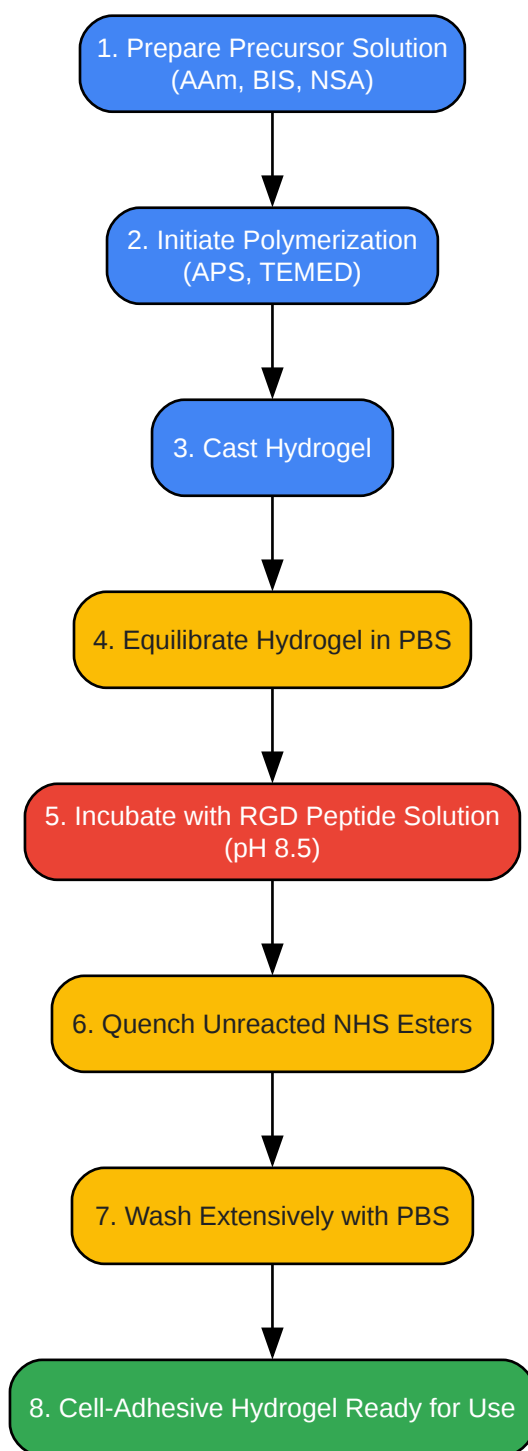 1. Prepare Precursor Solution
(AAm, BIS, NSA)
2. Initiate Polymerization
(APS, TEMED)
3. Cast Hydrogel
4. Equilibrate Hydrogel in PBS
5. Incubate with RGD Peptide Solution
(pH 8.5)
6. Quench Unreacted NHS Esters
7. Wash Extensively with PBS
8. Cell-Adhesive Hydrogel Ready for Use